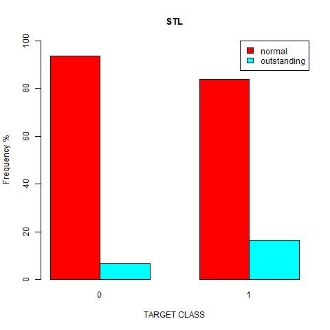 STL
normal
outstanding
Frequency %
100
80
60
40
20
0
0 1
TARGET CLASS